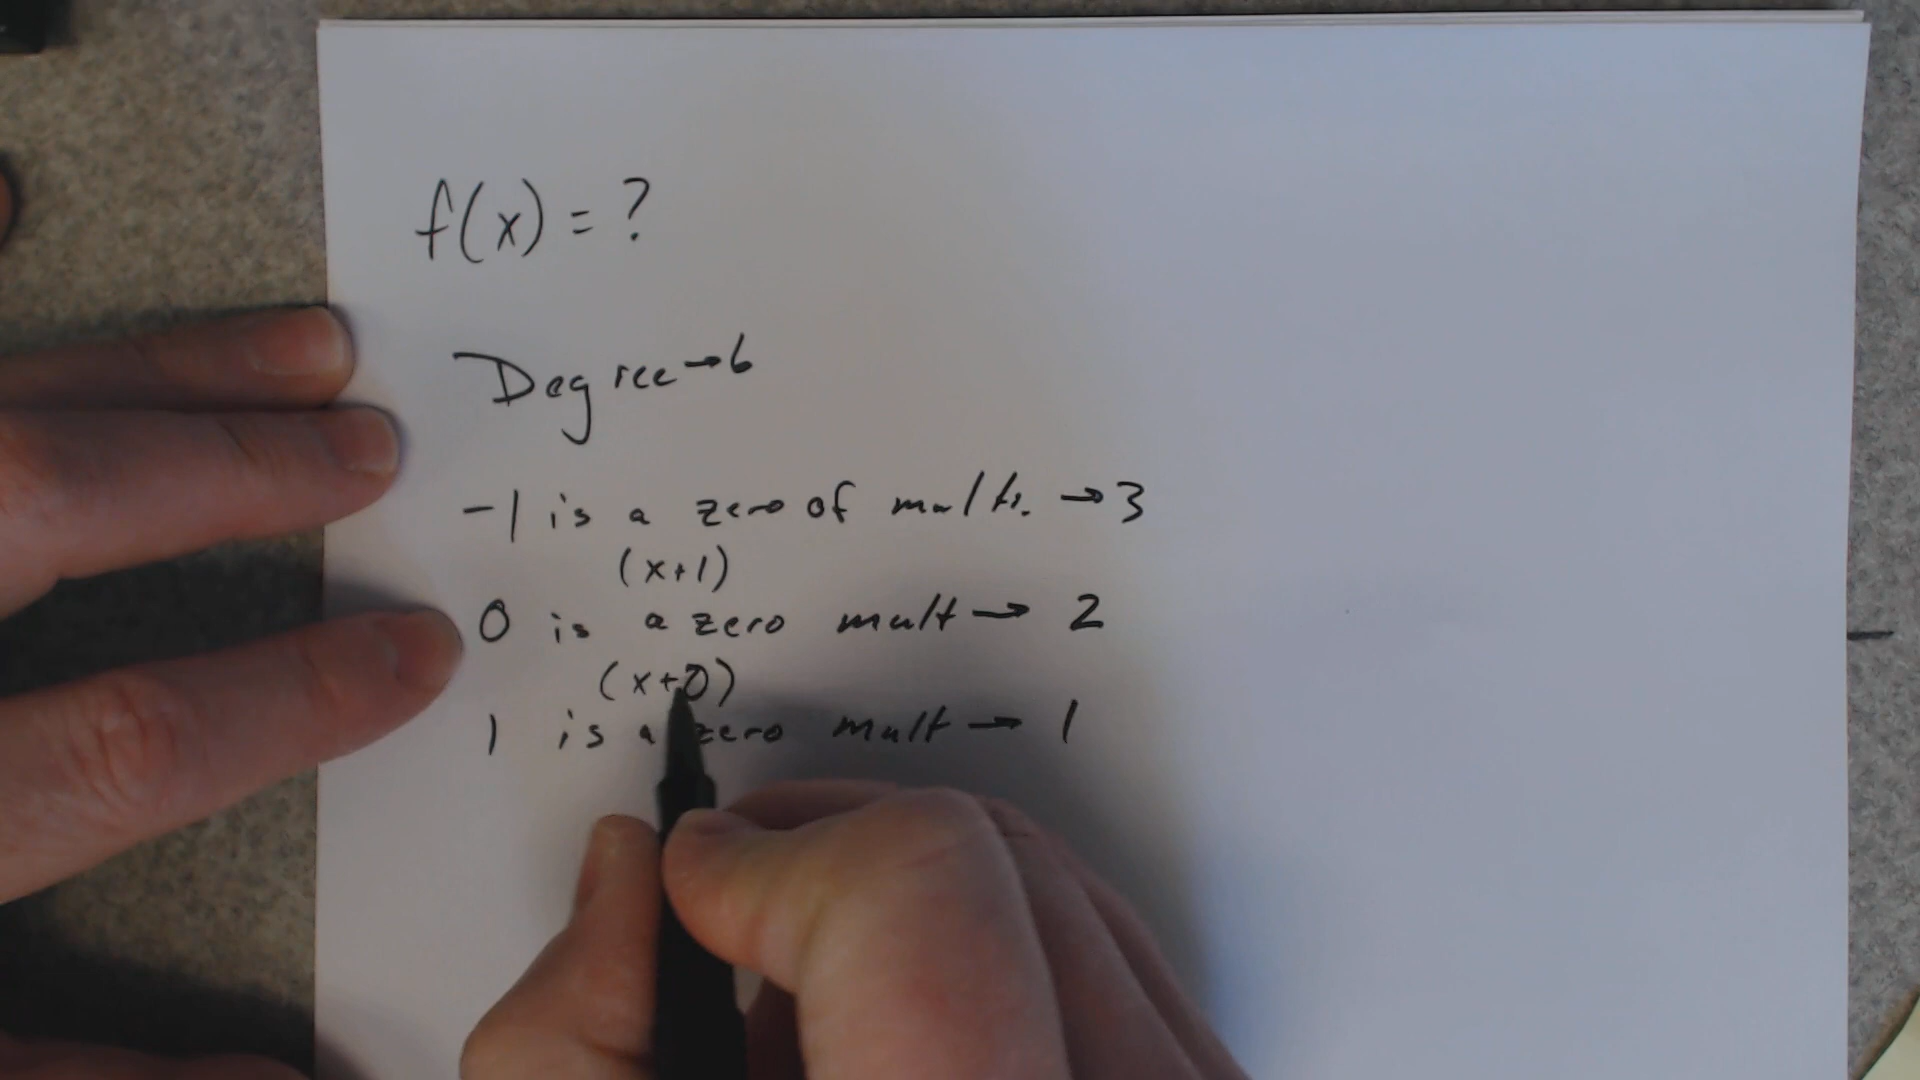 f(x) = ?
Degree → 6
-1 is a zero of mult. → 3
(x+1)
0 is a zero mult → 2
(x+0)
1 is a zero mult → 1